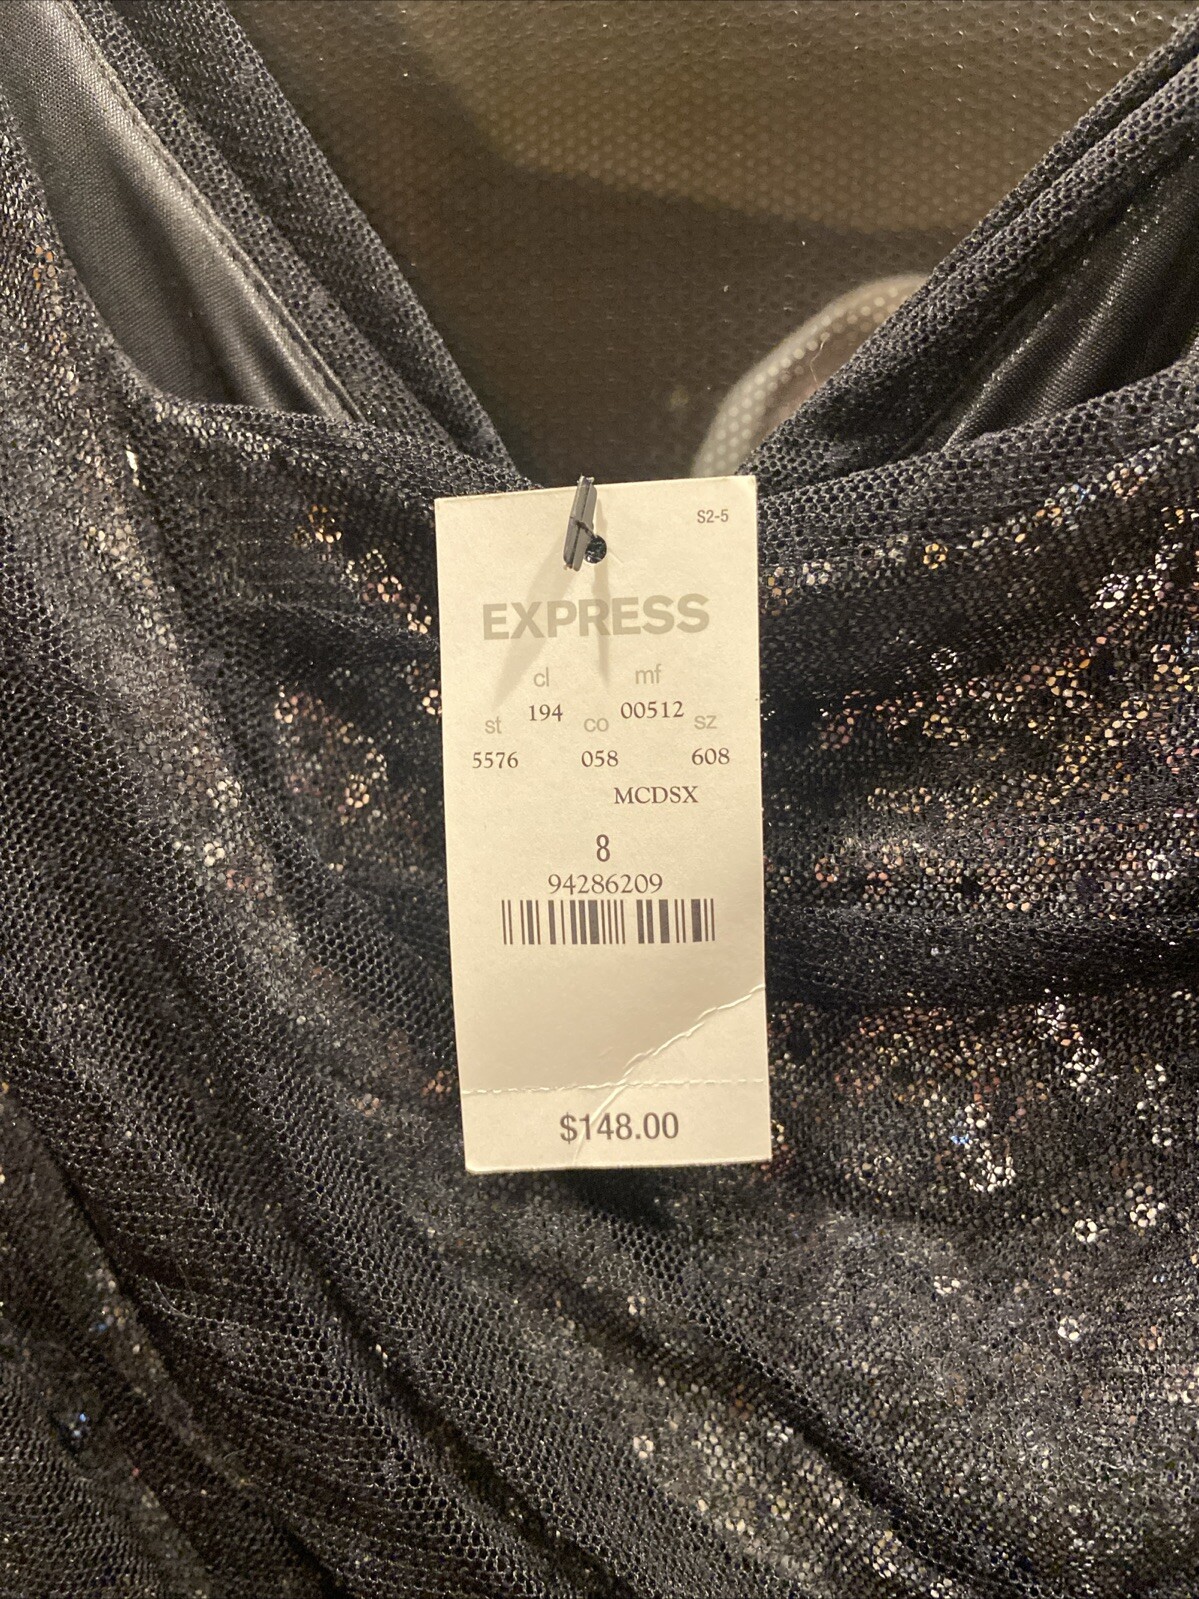 S2-5
EXPRESS
cl mf
194 00512
st co sz
5576 058 608
MCDSX
8
94286209
$148.00